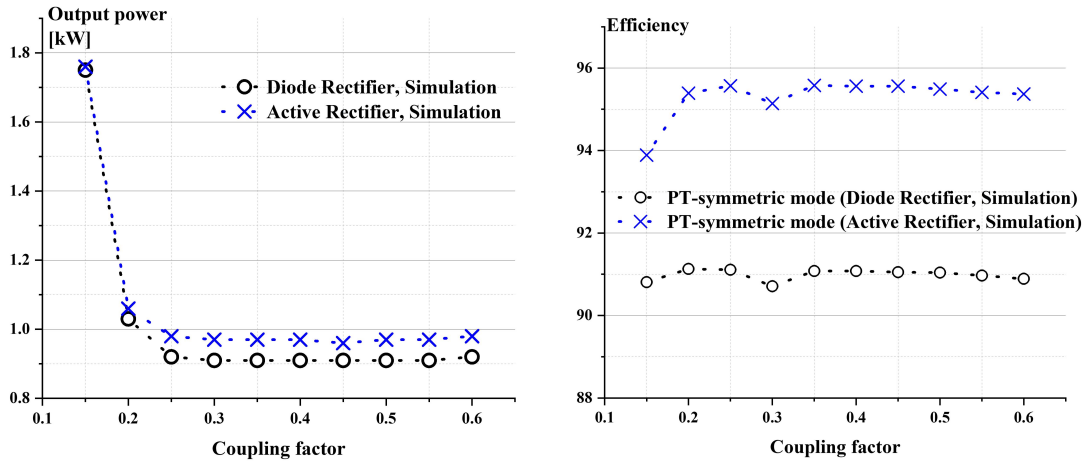 Output power
[kW]
1.8
1.6
1.4
1.2
1.0
0.8
0.1
0.2
0.3
0.4
0.5
0.6
Coupling factor
Diode Rectifier, Simulation
Active Rectifier, Simulation
Efficiency
96
94
92
90
88
0.1
0.2
0.3
0.4
0.5
0.6
Coupling factor
PT-symmetric mode (Diode Rectifier, Simulation)
PT-symmetric mode (Active Rectifier, Simulation)